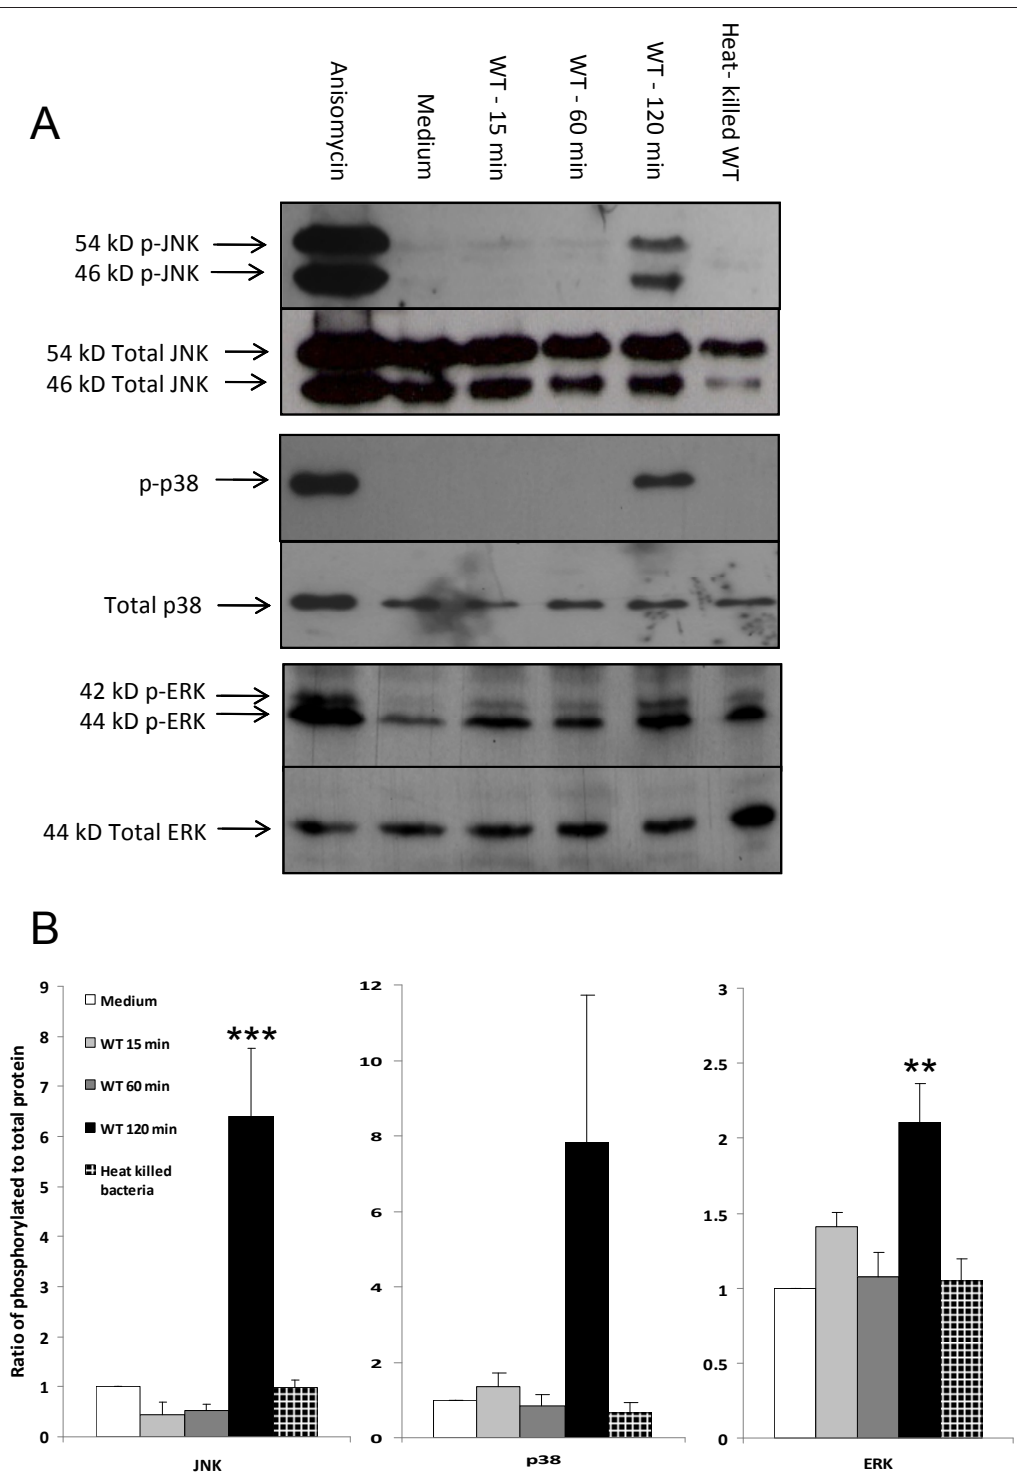 A
Anisomycin
Medium
WT - 15 min
WT - 60 min
WT - 120 min
Heat- killed WT
54 kD p-JNK
46 kD p-JNK
54 kD Total JNK
46 kD Total JNK
p-p38
Total p38
42 kD p-ERK
44 kD p-ERK
44 kD Total ERK
B
Ratio of phosphorylated to total protein
9
8
7
6
5
4
3
2
1
0
Medium
WT 15 min
WT 60 min
WT 120 min
Heat killed
bacteria
***
JNK
12
10
8
6
4
2
0
p38
3
2.5
2
1.5
1
0.5
0
**
ERK